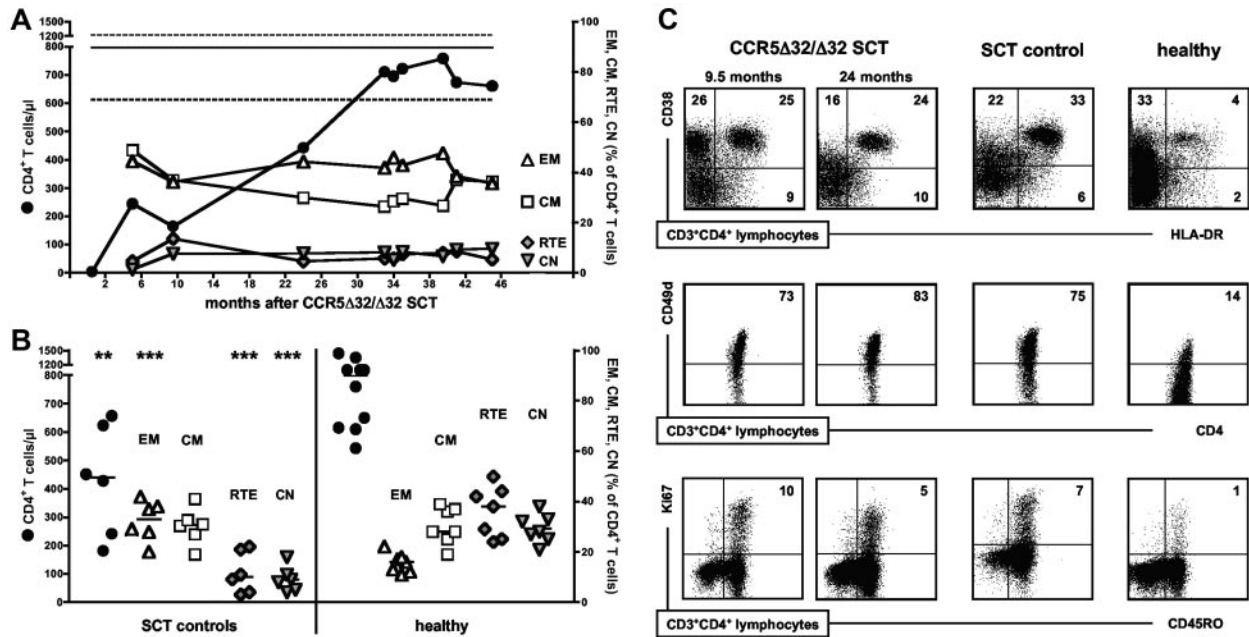 A
1500
1200
800
700
600
500
400
300
200
100
0
CD4+ T cells/µl
100
80
60
40
20
0
EM, CM, RTE, CN (% of CD4+ T cells)
EM
CM
RTE
CN
2 6 10 14 18 22 26 30 34 38 42 46
months after CCR5Δ32/Δ32 SCT
B
1500
1200
800
700
600
500
400
300
200
100
0
CD4+ T cells/µl
** *** *** ***
EM
CM
RTE
CN
EM
CM
RTE
CN
100
80
60
40
20
0
EM, CM, RTE, CN (% of CD4+ T cells)
SCT controls
healthy
C
CCR5Δ32/Δ32 SCT
SCT control
healthy
9.5 months
24 months
CD38
26 25
9
16 24
10
22 33
6
33 4
2
CD3+CD4+ lymphocytes
HLA-DR
CD49d
73
83
75
14
CD3+CD4+ lymphocytes
CD4
Ki67
10
5
7
1
CD3+CD4+ lymphocytes
CD45RO